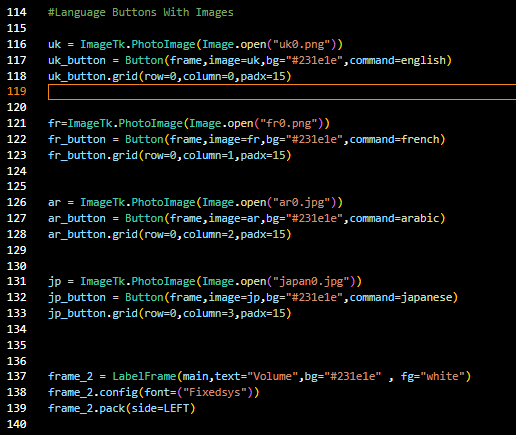 114 #Language Buttons With Images
115
116 uk = ImageTk.PhotoImage(Image.open("uk0.png"))
117 uk_button = Button(frame,image=uk,bg="#231e1e",command=english)
118 uk_button.grid(row=0,column=0,padx=15)
119
120
121 fr=ImageTk.PhotoImage(Image.open("fr0.png"))
122 fr_button = Button(frame,image=fr,bg="#231e1e",command=french)
123 fr_button.grid(row=0,column=1,padx=15)
124
125
126 ar = ImageTk.PhotoImage(Image.open("ar0.jpg"))
127 ar_button = Button(frame,image=ar,bg="#231e1e",command=arabic)
128 ar_button.grid(row=0,column=2,padx=15)
129
130
131 jp = ImageTk.PhotoImage(Image.open("japan0.jpg"))
132 jp_button = Button(frame,image=jp,bg="#231e1e",command=japanese)
133 jp_button.grid(row=0,column=3,padx=15)
134
135
136
137 frame_2 = LabelFrame(main,text="Volume",bg="#231e1e" , fg="white")
138 frame_2.config(font=("Fixedsys"))
139 frame_2.pack(side=LEFT)
140